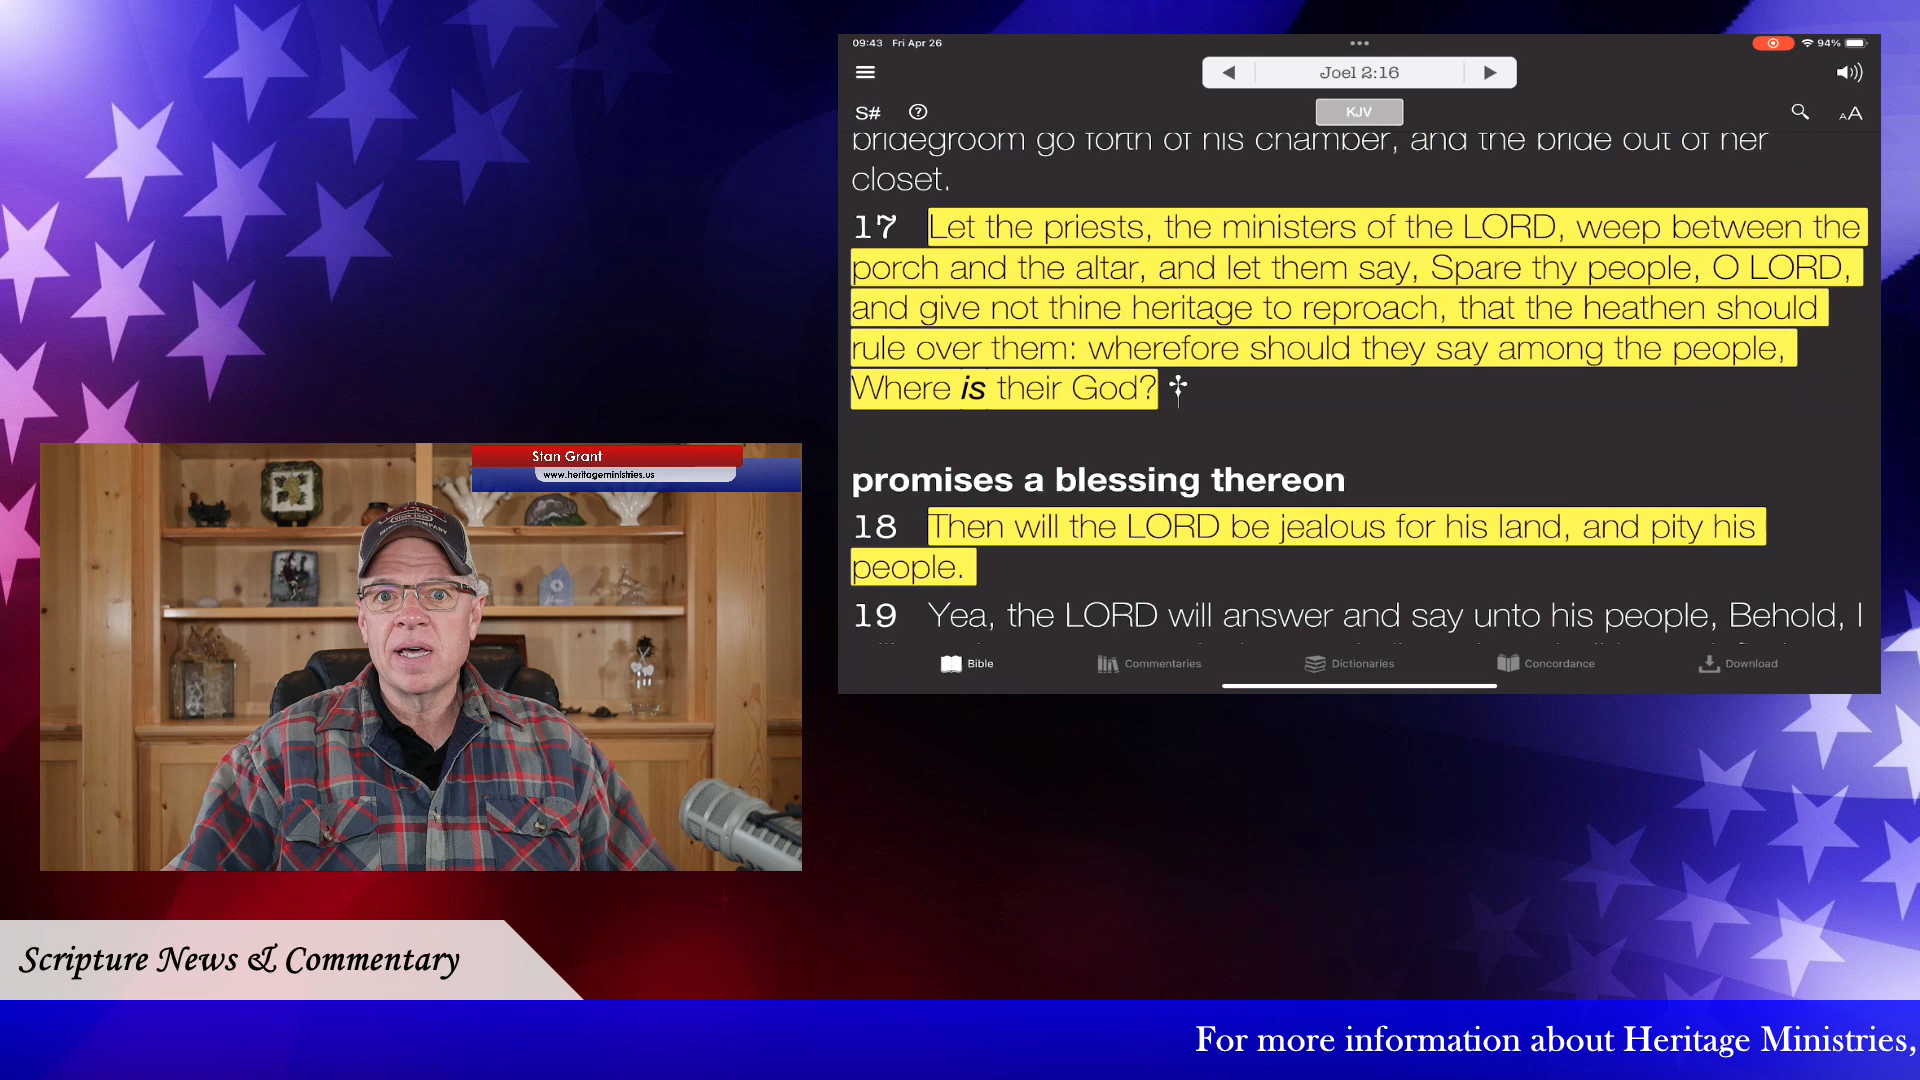 09:43 Fri Apr 26
94%
Joel 2:16
S#
KJV
AA
bridegroom go forth of his chamber, and the bride out of her
closet.
17 Let the priests, the ministers of the LORD, weep between the
porch and the altar, and let them say, Spare thy people, O LORD,
and give not thine heritage to reproach, that the heathen should
rule over them: wherefore should they say among the people,
Where is their God?
promises a blessing thereon
18 Then will the LORD be jealous for his land, and pity his
people.
19 Yea, the LORD will answer and say unto his people, Behold, I
Bible Commentaries Dictionaries Concordance Download
Stan Grant
www.heritageministries.us
Scripture News & Commentary
For more information about Heritage Ministries,